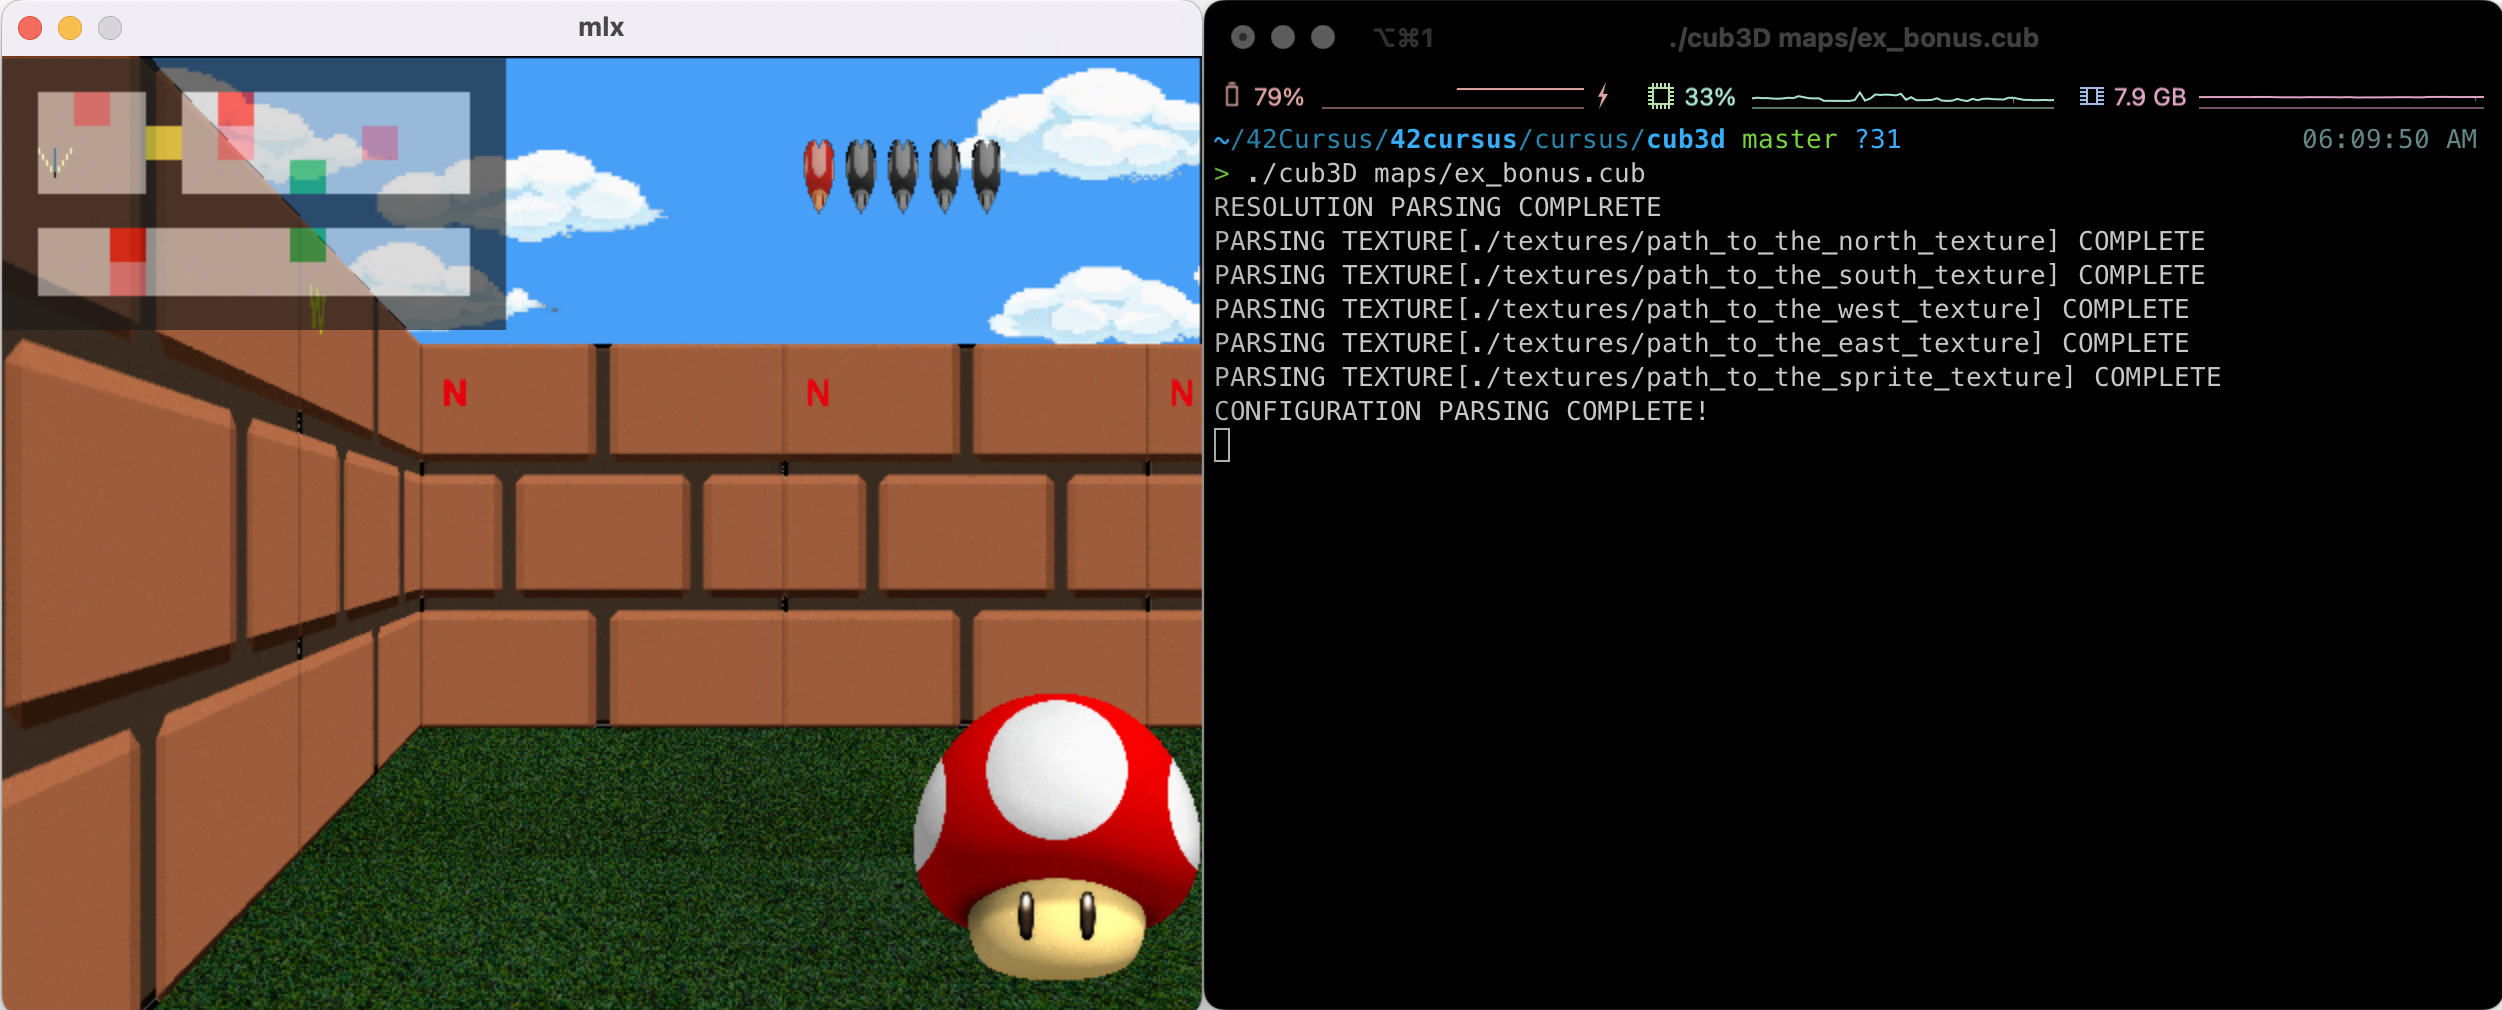 mlx
N N N
⌥⌘1 ./cub3D maps/ex_bonus.cub
79% 33% 7.9 GB
~/42Cursus/42cursus/cursus/cub3d master ?31 06:09:50 AM
> ./cub3D maps/ex_bonus.cub
RESOLUTION PARSING COMPLRETE
PARSING TEXTURE[./textures/path_to_the_north_texture] COMPLETE
PARSING TEXTURE[./textures/path_to_the_south_texture] COMPLETE
PARSING TEXTURE[./textures/path_to_the_west_texture] COMPLETE
PARSING TEXTURE[./textures/path_to_the_east_texture] COMPLETE
PARSING TEXTURE[./textures/path_to_the_sprite_texture] COMPLETE
CONFIGURATION PARSING COMPLETE!